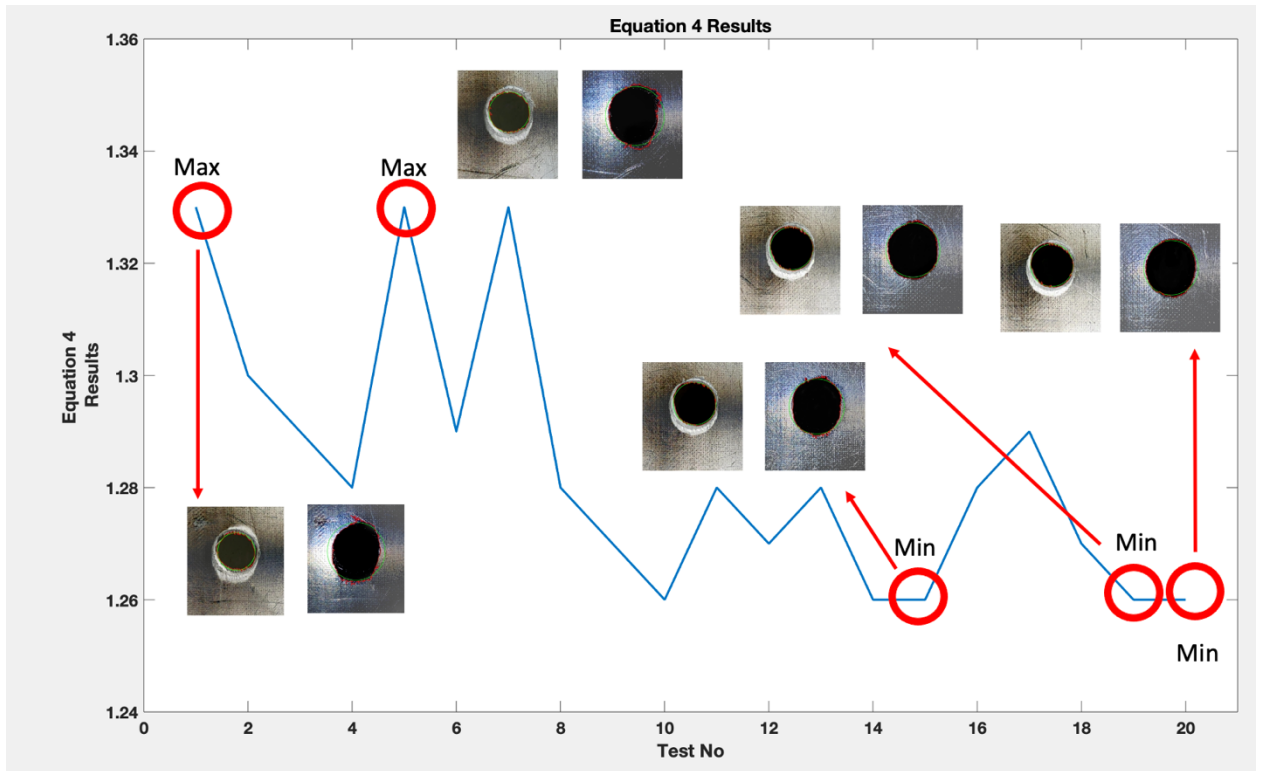 Equation 4 Results
1.36
1.34
1.32
1.3
1.28
1.26
1.24
Equation 4
Results
Max
Max
Min
Min
Min
0
2
4
6
8
10
12
14
16
18
20
Test No